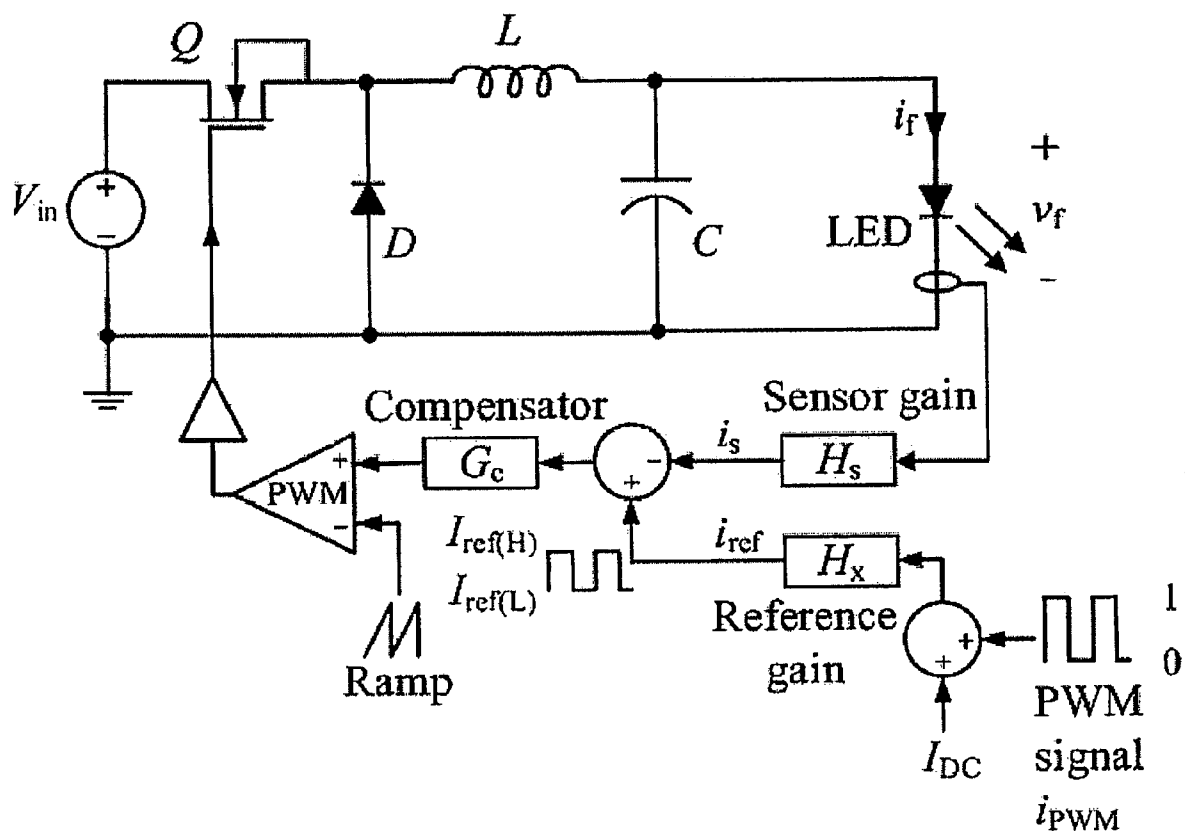 Q
L
i_f
+
V_in
+
−
D
C
LED
v_f
-
Compensator
Sensor gain
G_c
i_s
H_s
-
+
PWM
+
−
I_ref(H)
I_ref(L)
i_ref
H_x
Reference
gain
Ramp
+
+
1
0
PWM
signal
i_PWM
I_DC